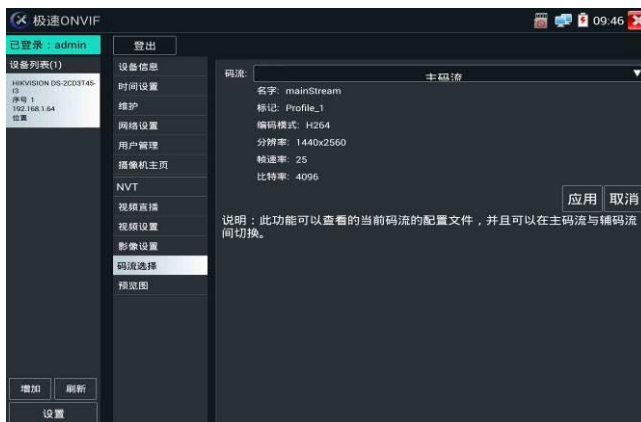 极速ONVIF
09:46
已登录：admin
登出
设备列表(1)
HIKVISION DS-2CD3T45-I3
序号 1
192.168.1.64
位置
设备信息
时间设置
维护
网络设置
用户管理
摄像机主页
NVT
视频直播
视频设置
影像设置
码流选择
预览图
码流: 主码流
名字: mainStream
标记: Profile_1
编码模式: H264
分辨率: 1440x2560
帧速率: 25
比特率: 4096
应用 取消
说明：此功能可以查看的当前码流的配置文件，并且可以在主码流与辅码流
间切换。
增加 刷新
设置